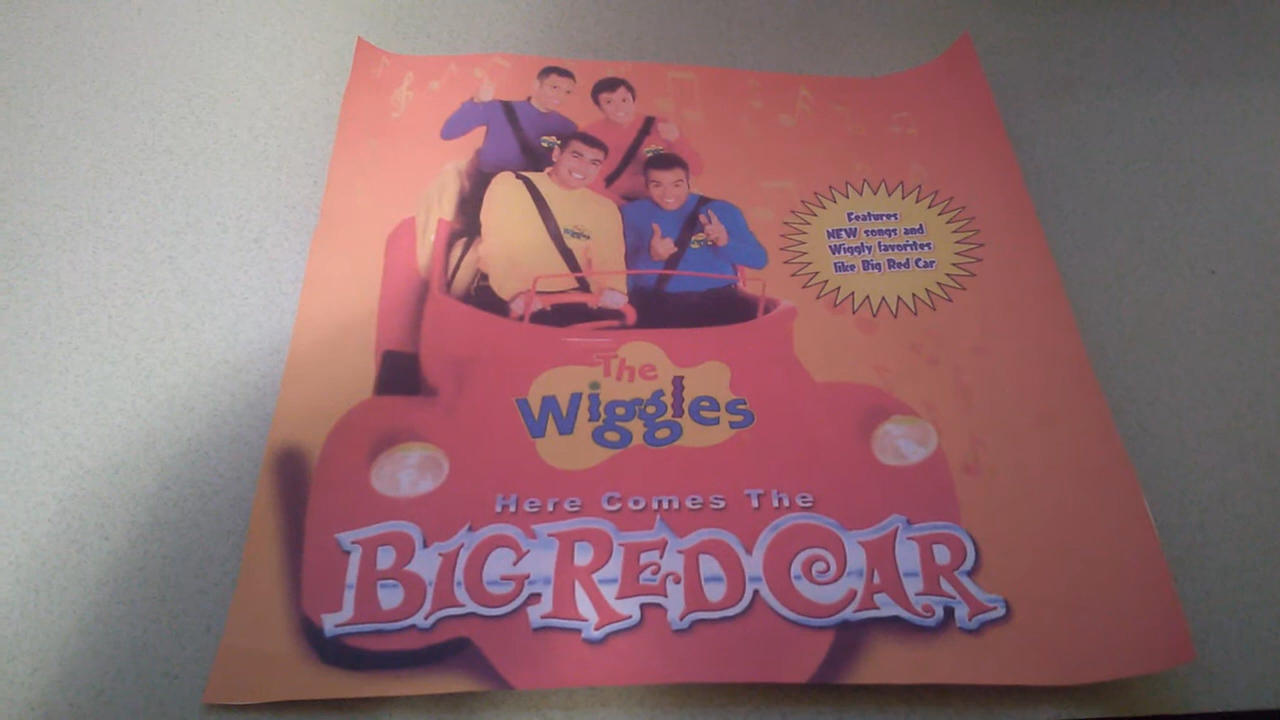 Features
NEW songs and
Wiggly favorites
like Big Red Car
The
Wiggles
Here Comes The
BIG RED CAR